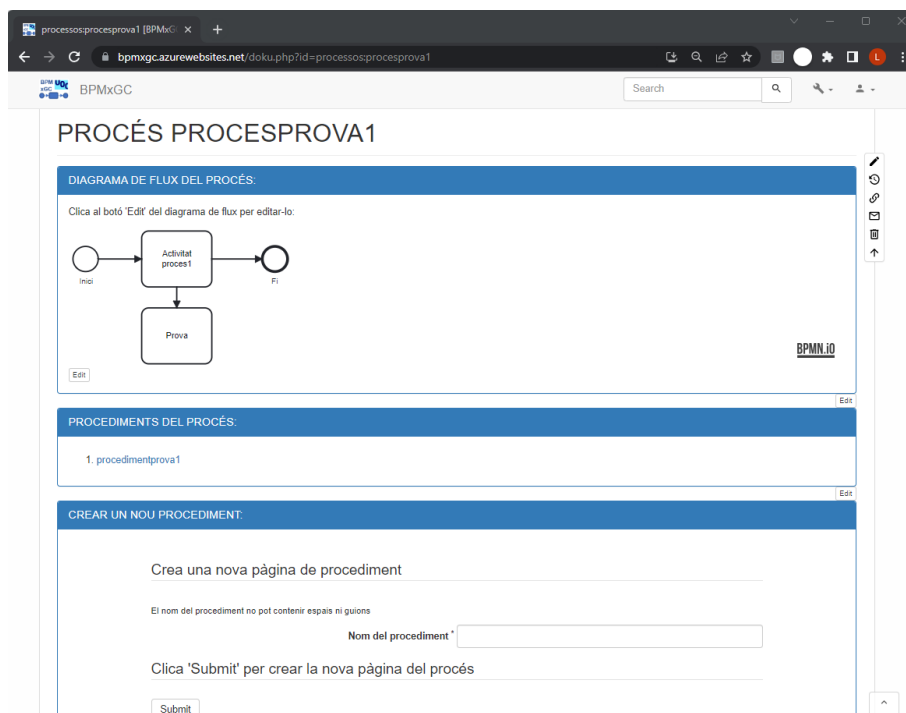 processos:procesprova1 [BPMxG
bpmxgc.azurewebsites.net/doku.php?id=processos:procesprova1
L
BPM UOC
xGC
BPMxGC
Search
PROCÉS PROCESPROVA1
DIAGRAMA DE FLUX DEL PROCÉS:
Clica al botó 'Edit' del diagrama de flux per editar-lo:
Activitat
proces1
Inici
Fi
Prova
BPMN.iO
Edit
Edit
PROCEDIMENTS DEL PROCÉS:
1. procedimentprova1
Edit
CREAR UN NOU PROCEDIMENT:
Crea una nova pàgina de procediment
El nom del procediment no pot contenir espais ni guions
Nom del procediment *
Clica 'Submit' per crear la nova pàgina del procés
Submit